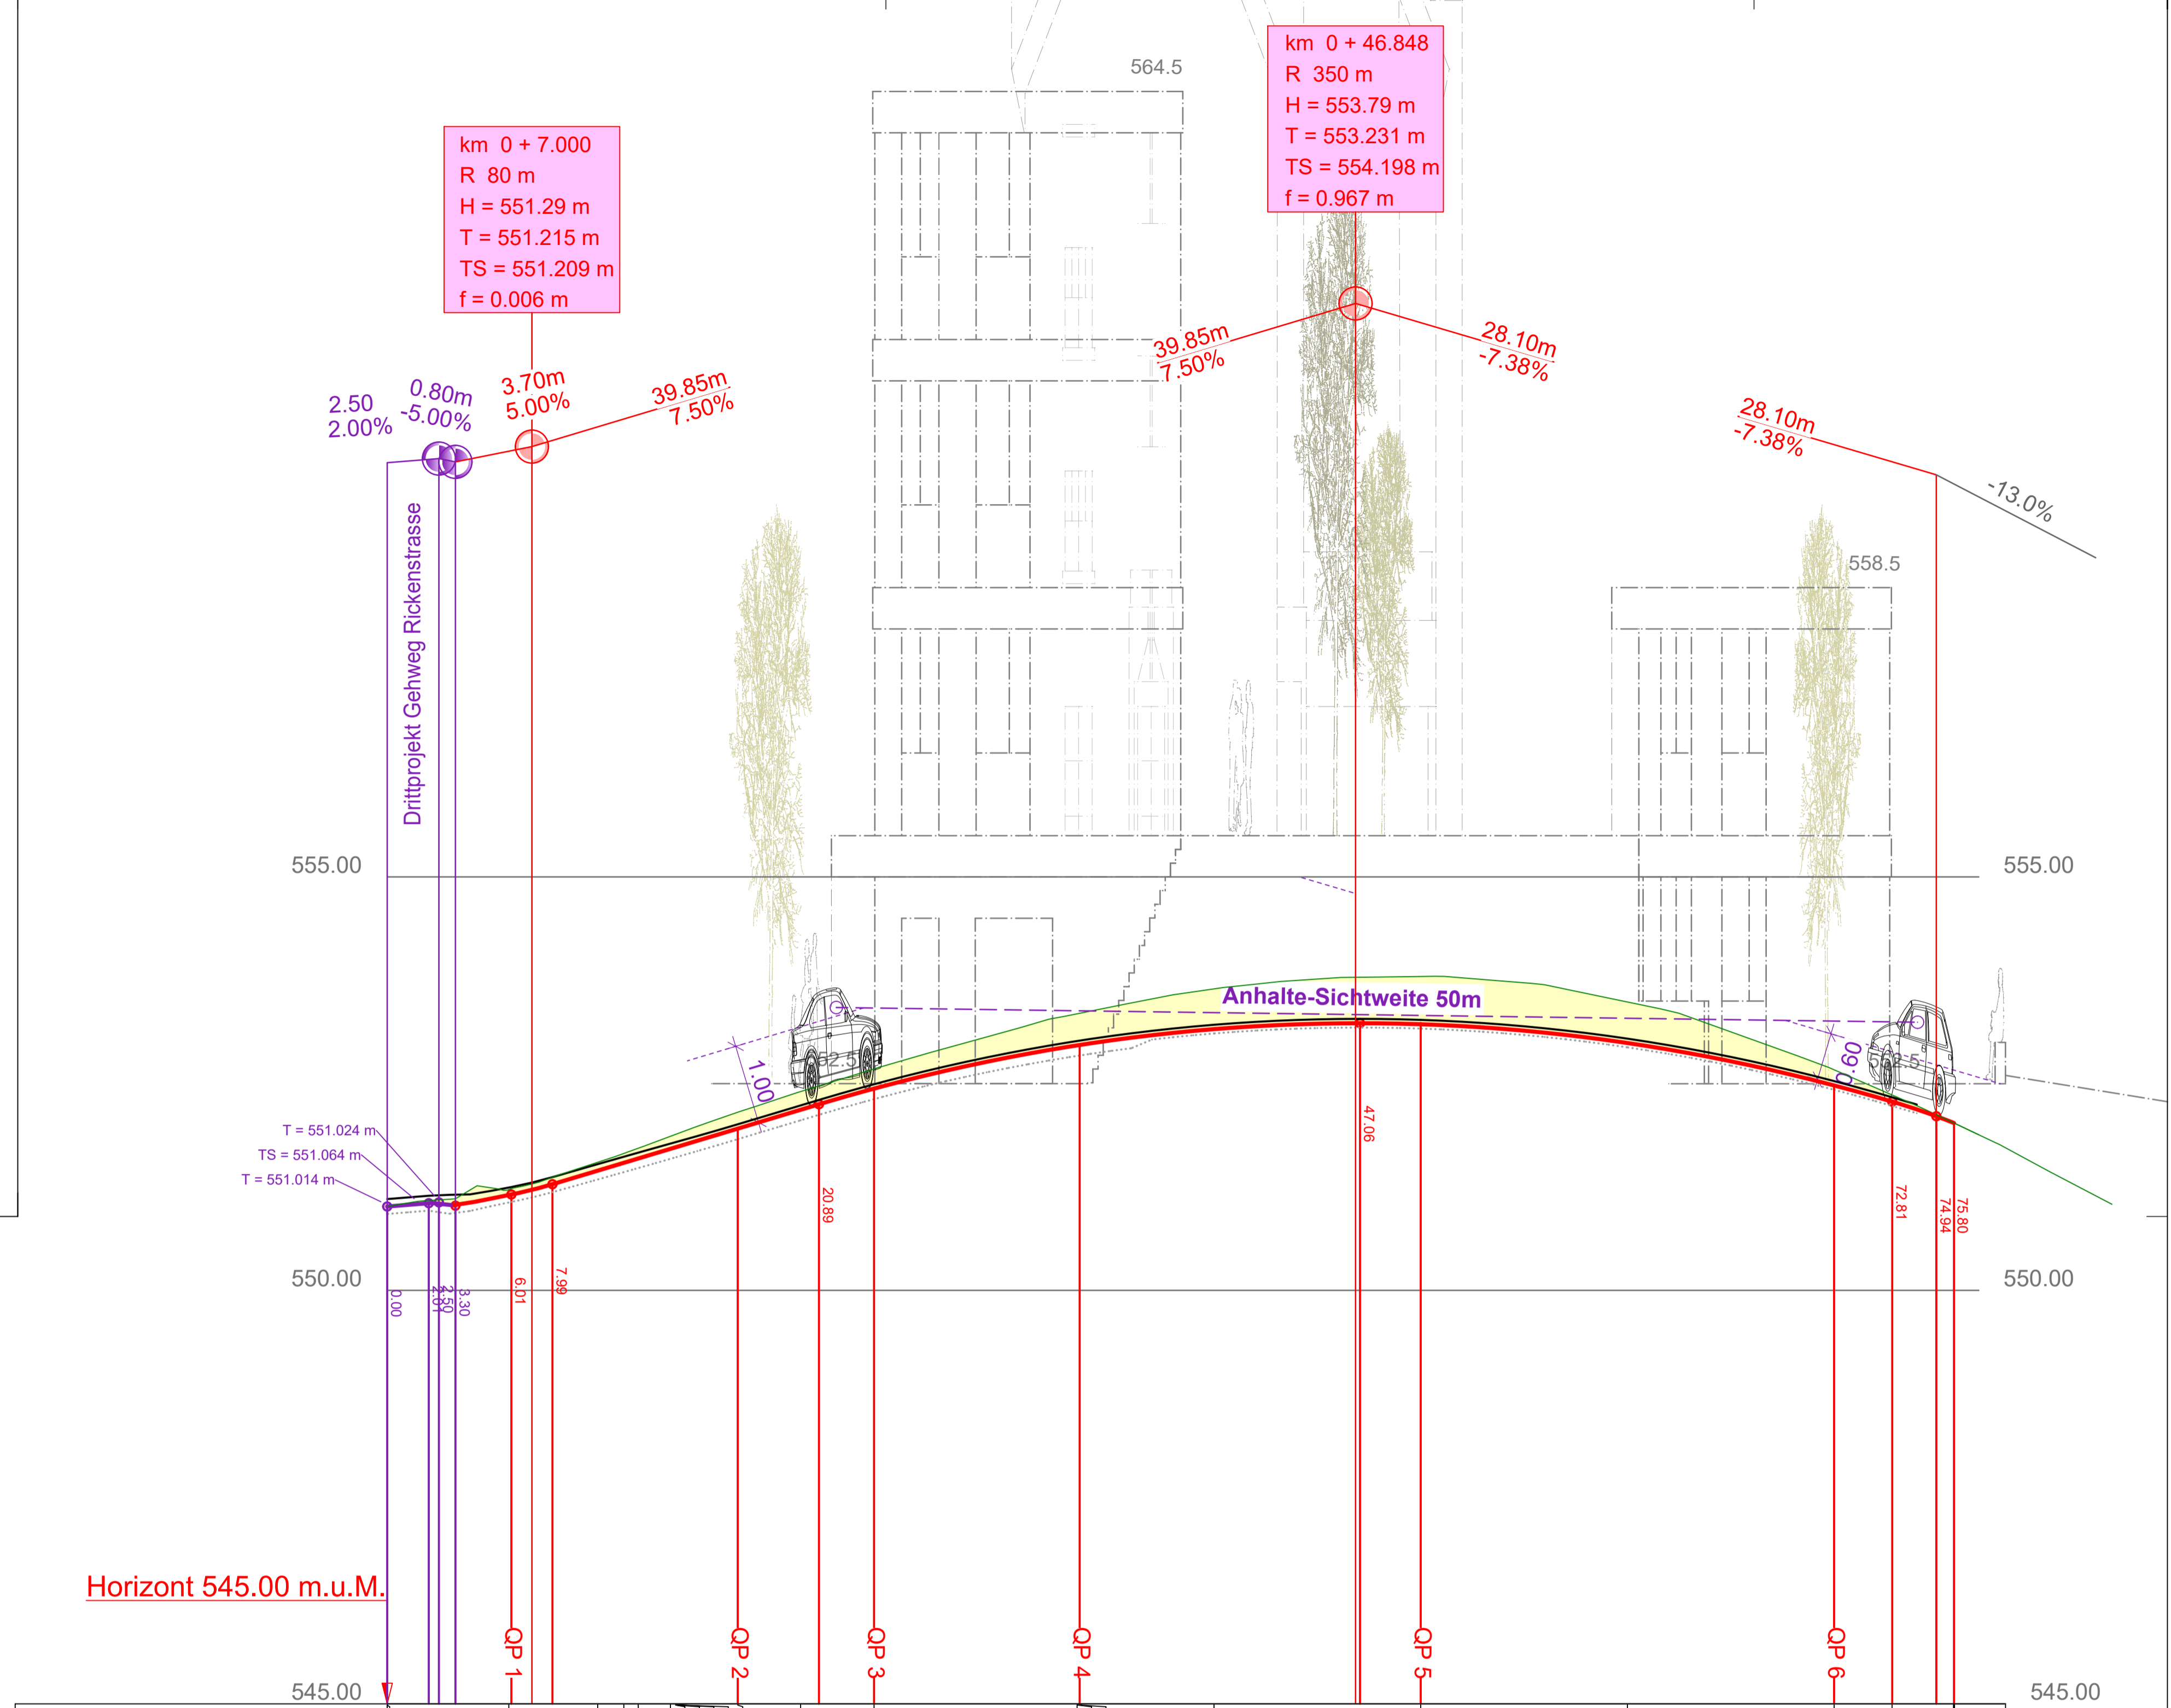 564.5
km 0 + 46.848
R 350 m
H = 553.79 m
T = 553.231 m
TS = 554.198 m
f = 0.967 m
km 0 + 7.000
R 80 m
H = 551.29 m
T = 551.215 m
TS = 551.209 m
f = 0.006 m
39.85m
7.50%
28.10m
-7.38%
2.50
2.00%
0.80m
-5.00%
3.70m
5.00%
39.85m
7.50%
28.10m
-7.38%
-13.0%
Drittprojekt Gehweg Rickenstrasse
558.5
555.00
555.00
Anhalte-Sichtweite 50m
1.00
0.60
T = 551.024 m
TS = 551.064 m
T = 551.014 m
47.06
20.89
72.81
74.94
75.80
550.00
550.00
0.00
2.50
3.30
6.01
7.99
Horizont 545.00 m.u.M.
QP 1
QP 2
QP 3
QP 4
QP 5
QP 6
545.00
545.00